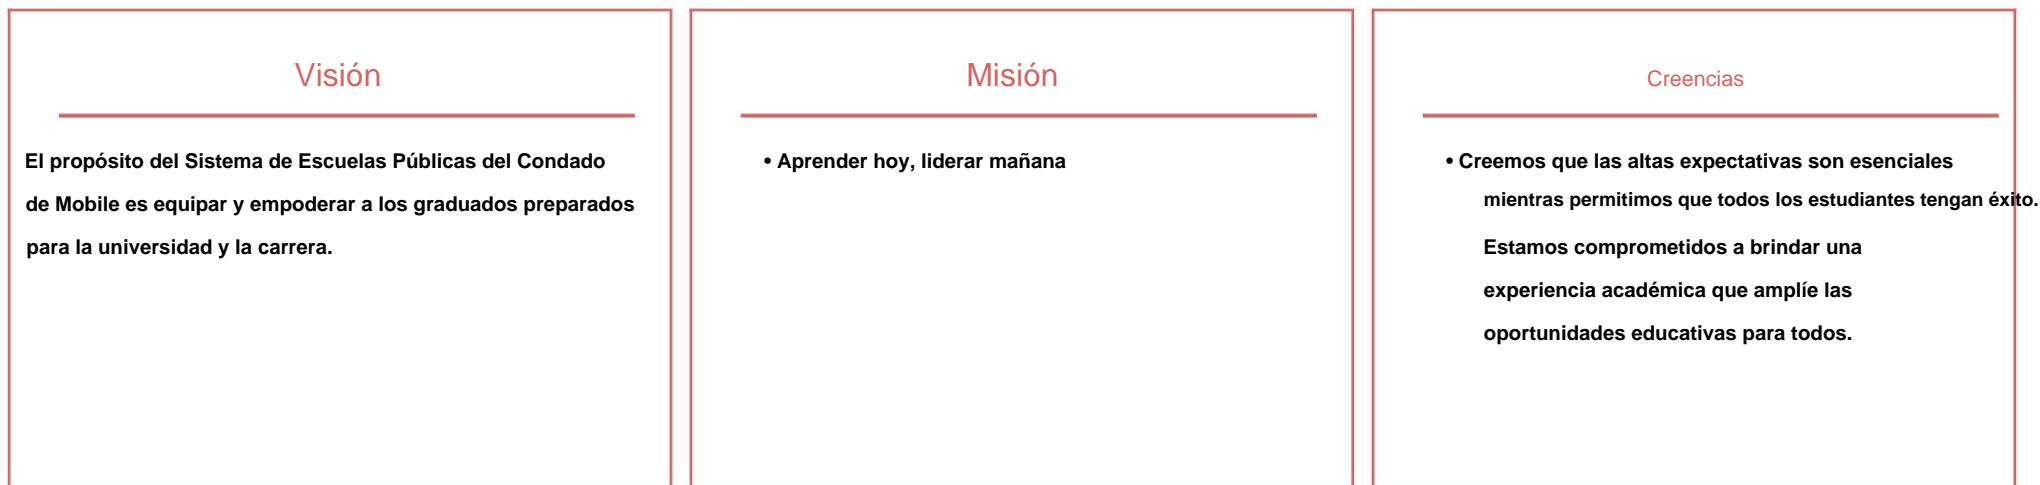 Visión
El propósito del Sistema de Escuelas Públicas del Condado
de Mobile es equipar y empoderar a los graduados preparados
para la universidad y la carrera.
Misión
• Aprender hoy, liderar mañana
Creencias
• Creemos que las altas expectativas son esenciales
mientras permitimos que todos los estudiantes tengan éxito.
Estamos comprometidos a brindar una
experiencia académica que amplíe las
oportunidades educativas para todos.